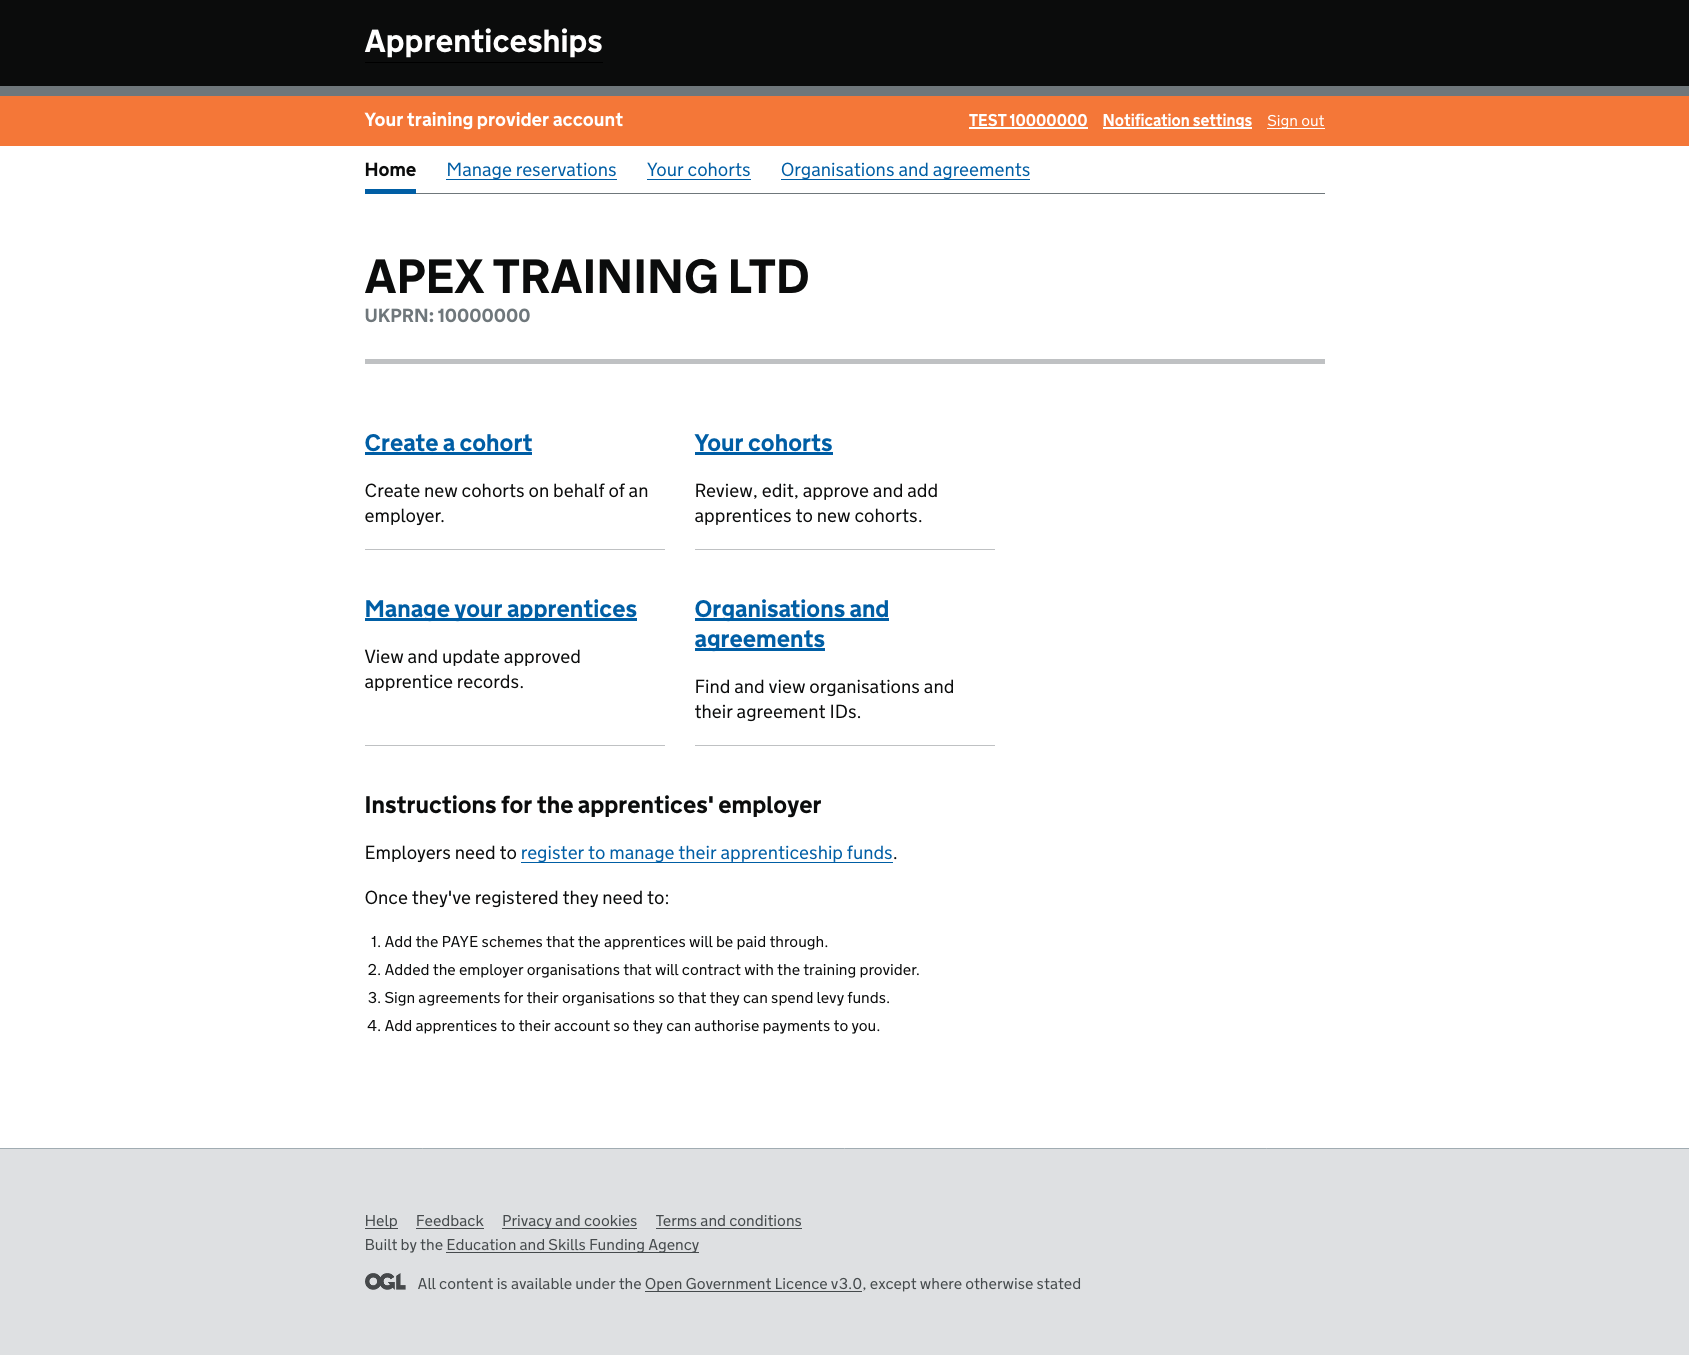 Apprenticeships
Your training provider account
TEST 10000000 Notification settings Sign out
Home Manage reservations Your cohorts Organisations and agreements
APEX TRAINING LTD
UKPRN: 10000000
Create a cohort
Create new cohorts on behalf of an
employer.
Your cohorts
Review, edit, approve and add
apprentices to new cohorts.
Manage your apprentices
View and update approved
apprentice records.
Organisations and
agreements
Find and view organisations and
their agreement IDs.
Instructions for the apprentices' employer
Employers need to register to manage their apprenticeship funds.
Once they've registered they need to:
1. Add the PAYE schemes that the apprentices will be paid through.
2. Added the employer organisations that will contract with the training provider.
3. Sign agreements for their organisations so that they can spend levy funds.
4. Add apprentices to their account so they can authorise payments to you.
Help Feedback Privacy and cookies Terms and conditions
Built by the Education and Skills Funding Agency
OGL All content is available under the Open Government Licence v3.0, except where otherwise stated